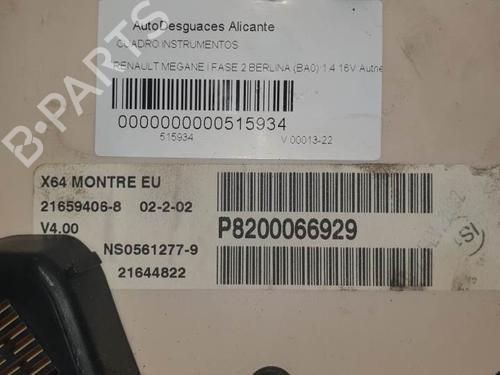 AutoDesguaces Alicante
CUADRO INSTRUMENTOS
RENAULT MEGANE I FASE 2 BERLINA (BA0) 1.4 16V
0000000000515934
515934 V 00013-22
X64 MONTRE EU
21659406-8 02-2-02
V4.00
P8200066929
NS0561277-9
21644822
B-PARTS